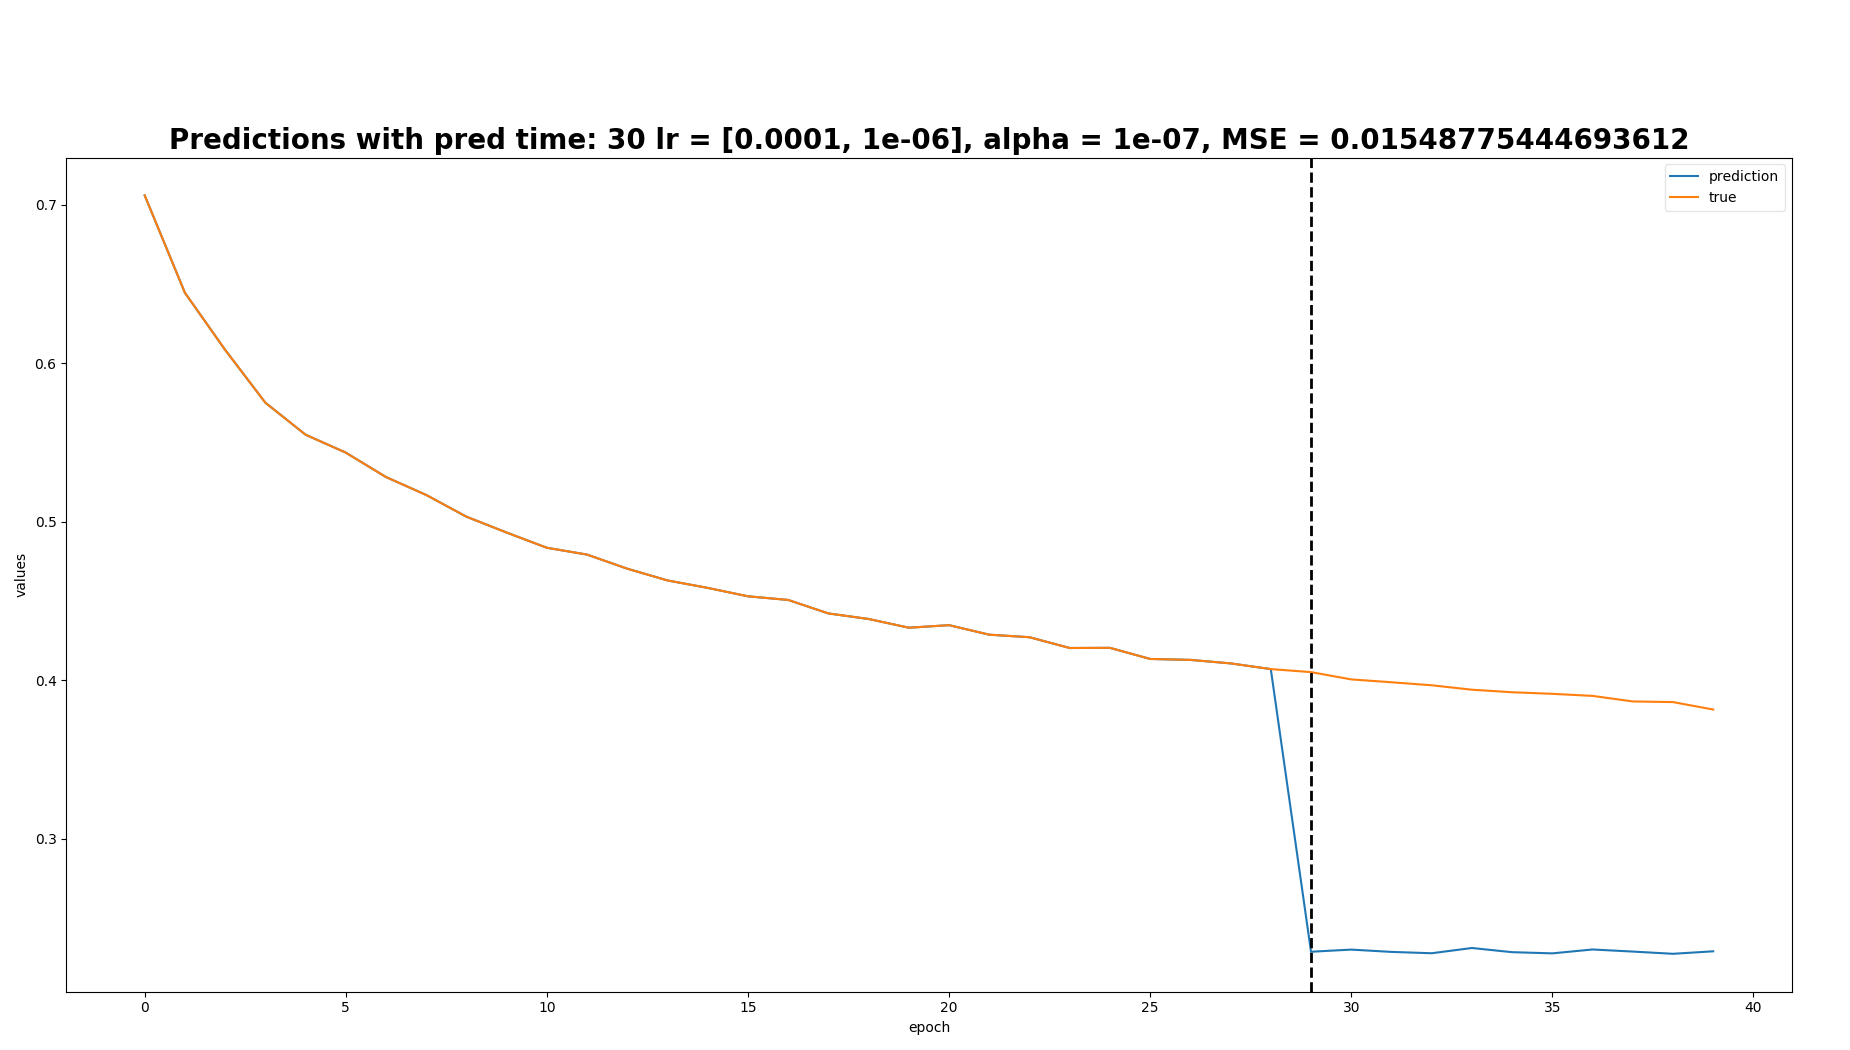 Predictions with pred time: 30 lr = [0.0001, 1e-06], alpha = 1e-07, MSE = 0.01548775444693612
prediction
true
0.7
0.6
0.5
0.4
0.3
values
0 5 10 15 20 25 30 35 40
epoch